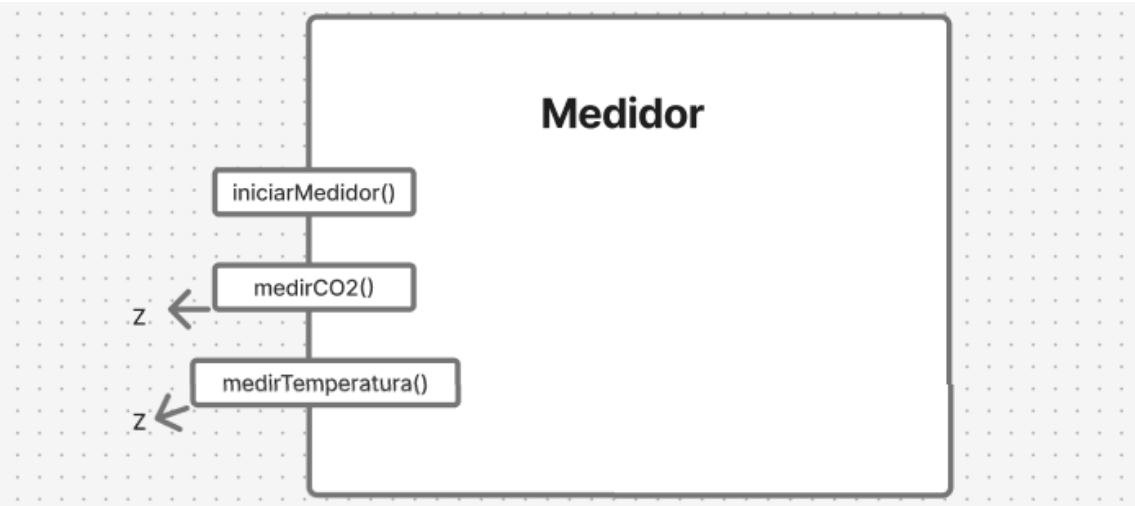 Medidor
iniciarMedidor()
medirCO2()
z
medirTemperatura()
z